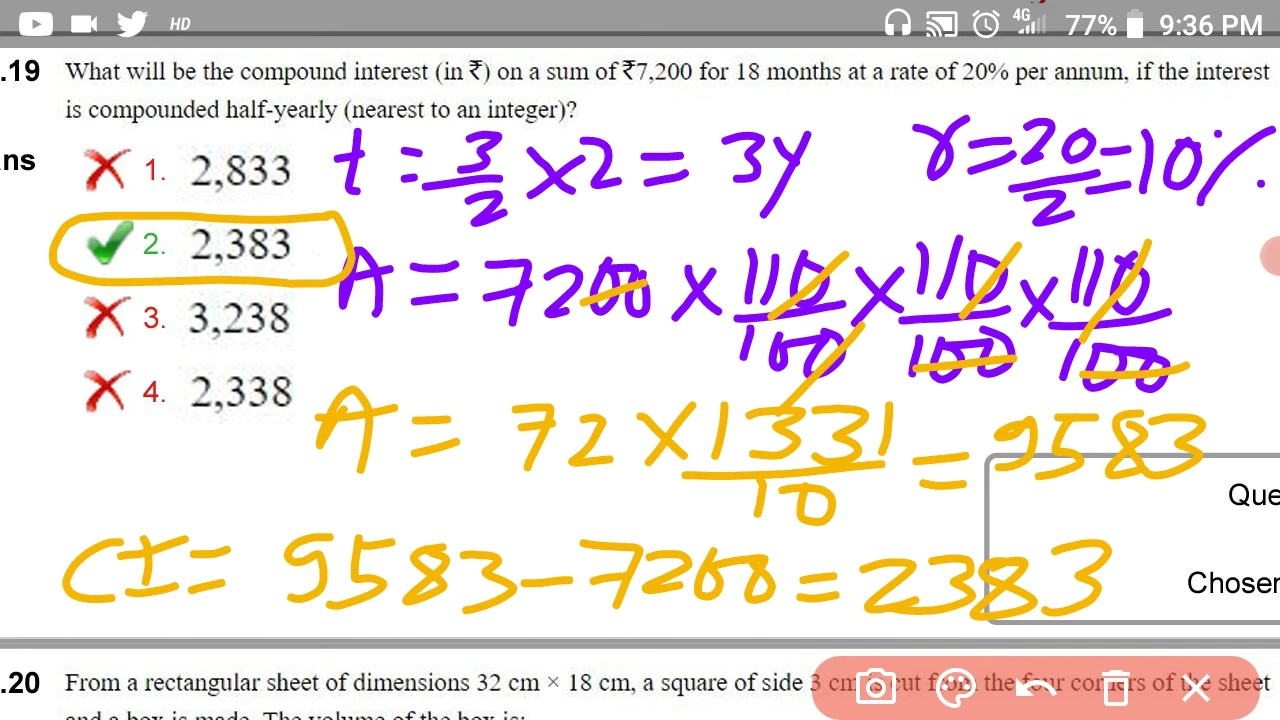 HD 4G 77% 9:36 PM
.19 What will be the compound interest (in ₹) on a sum of ₹7,200 for 18 months at a rate of 20% per annum, if the interest
is compounded half-yearly (nearest to an integer)?
ns 1. 2,833
t = 3/2 × 2 = 3y r = 20/2 = 10%.
2. 2,383
A = 7200 × 110/100 × 110/100 × 110/100
3. 3,238
4. 2,338
A = 72 × 1331/10 = 9583
Que
CI = 9583 - 7200 = 2383
Chosen
.20 From a rectangular sheet of dimensions 32 cm × 18 cm, a square of side 3 cm is cut from the four corners of the sheet
and a box is made. The volume of the box is: